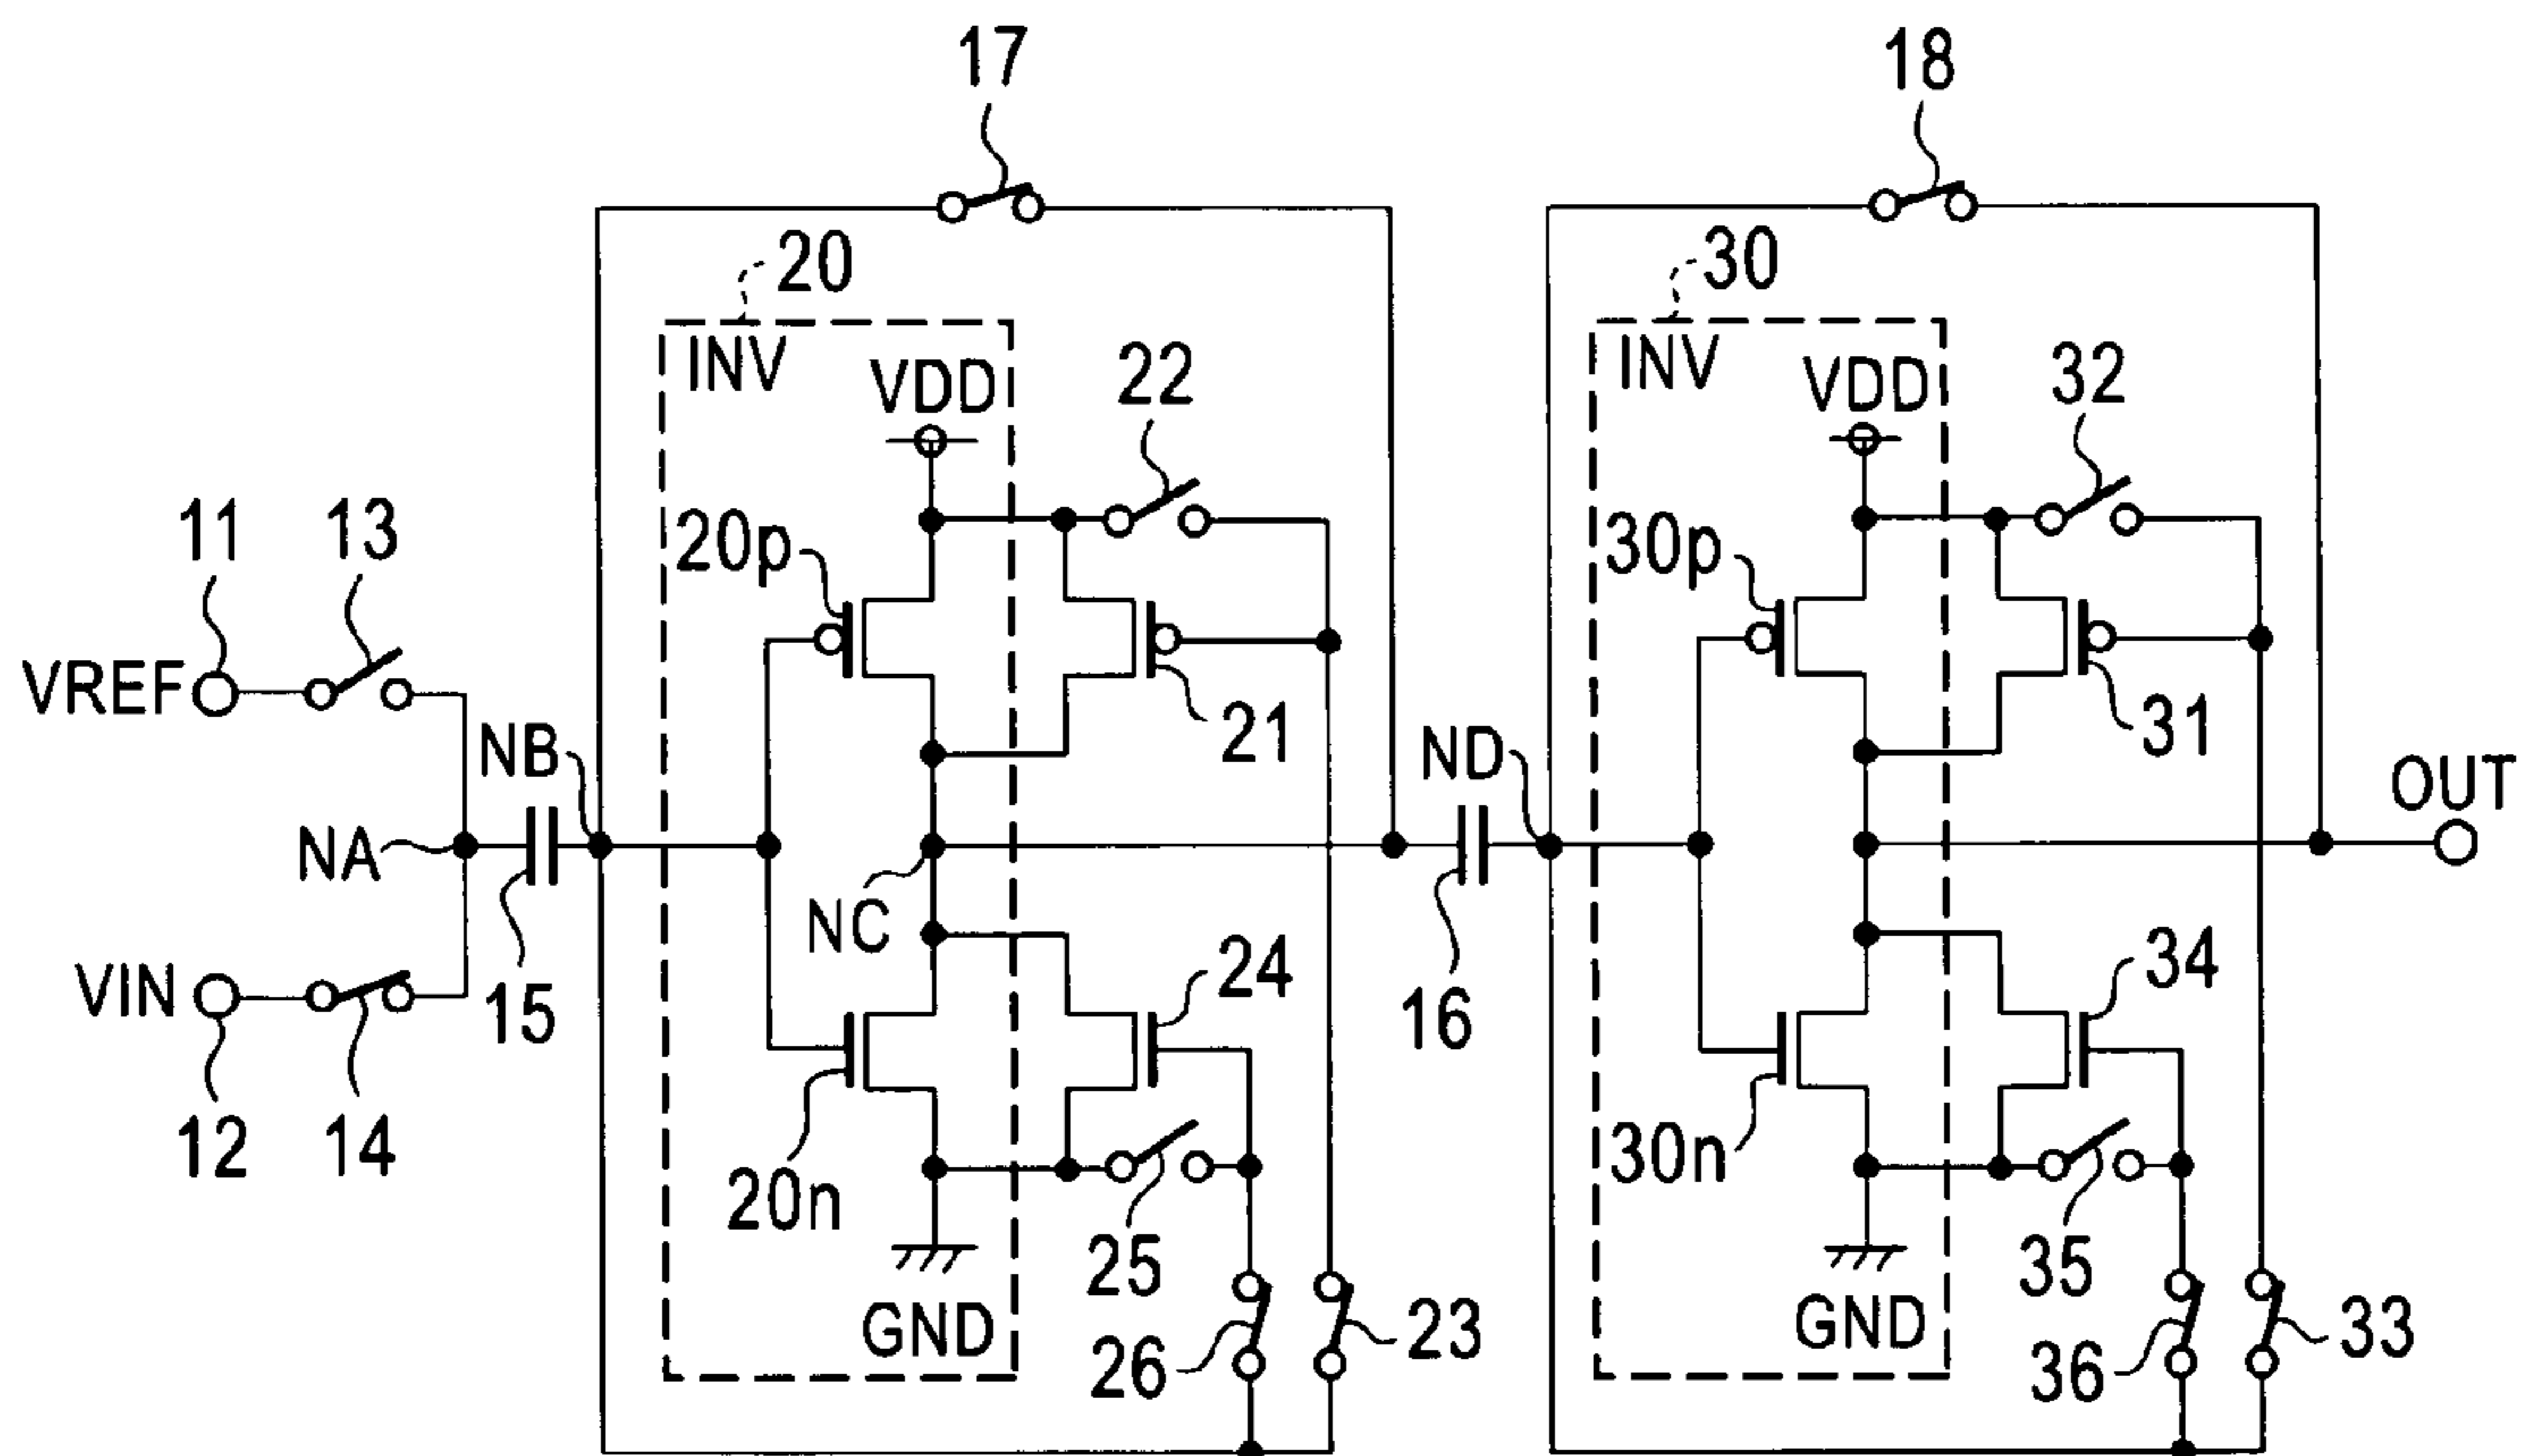 17
18
20
30
INV
VDD
22
INV
VDD
32
11
13
20p
30p
VREF
21
31
NB
ND
OUT
NA
NC
24
34
VIN
15
16
12
14
20n
25
30n
35
GND
26
23
GND
36
33